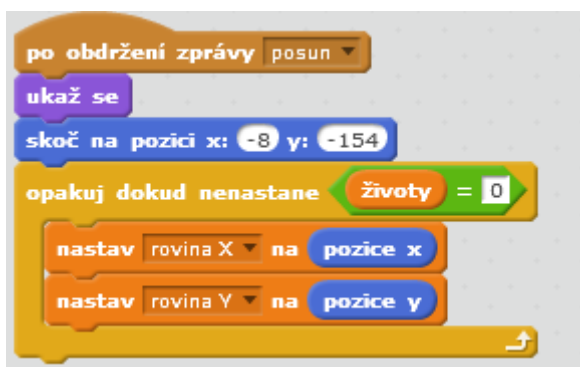 po obdržení zprávy posun
ukaž se
skoč na pozici x: -8 y: -154
opakuj dokud nenastane životy = 0
nastav rovina X na pozice x
nastav rovina Y na pozice y